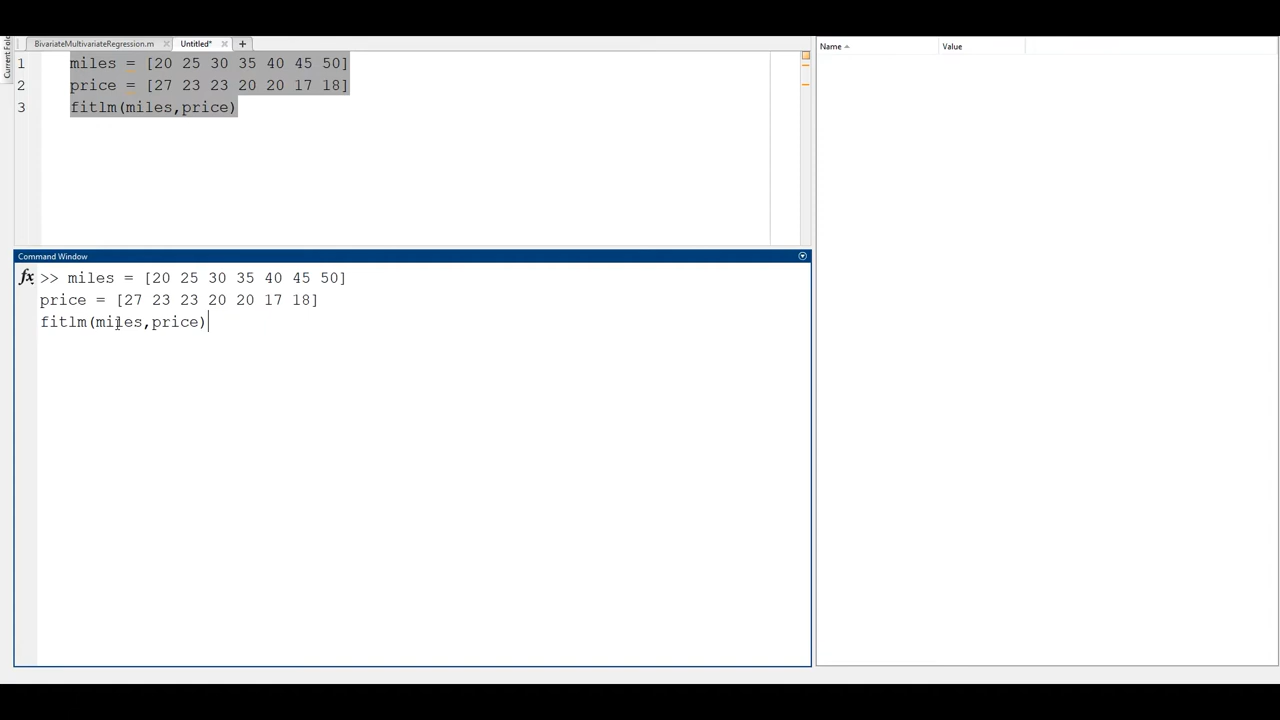 Current Fol
BivariateMultivariateRegression.m × Untitled* × +
1 miles = [20 25 30 35 40 45 50]
2 price = [27 23 23 20 20 17 18]
3 fitlm(miles,price)
Command Window
fx >> miles = [20 25 30 35 40 45 50]
price = [27 23 23 20 20 17 18]
fitlm(miles,price)
Name Value